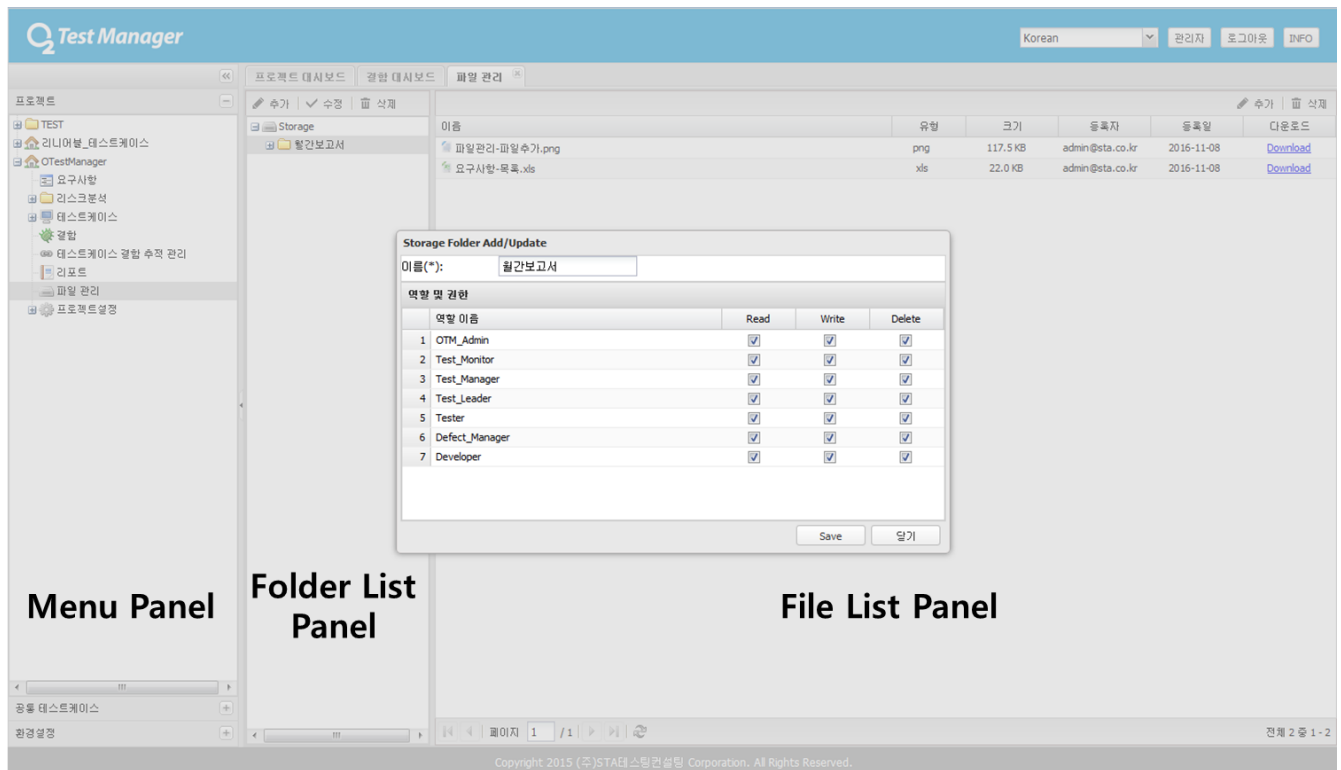 O2 Test Manager
Korean 관리자 로그아웃 INFO
프로젝트 대시보드 결함 대시보드 파일 관리
프로젝트
TEST
리니어블_테스트케이스
OTestManager
요구사항
리스크분석
테스트케이스
결함
테스트케이스 결함 추적 관리
리포트
파일 관리
프로젝트설정
공통 테스트케이스
환경설정
Menu Panel
추가 수정 삭제
Storage
월간보고서
Folder List
Panel
추가 삭제
이름 유형 크기 등록자 등록일 다운로드
파일관리-파일추가.png png 117.5 KB admin@sta.co.kr 2016-11-08 Download
요구사항-목록.xls xls 22.0 KB admin@sta.co.kr 2016-11-08 Download
Storage Folder Add/Update
이름(*): 월간보고서
역할 및 권한
역할 이름 Read Write Delete
1 OTM_Admin
2 Test_Monitor
3 Test_Manager
4 Test_Leader
5 Tester
6 Defect_Manager
7 Developer
Save 닫기
File List Panel
페이지 1 / 1
전체 2 중 1 - 2
Copyright 2015 (주)STA테스팅컨설팅 Corporation. All Rights Reserved.